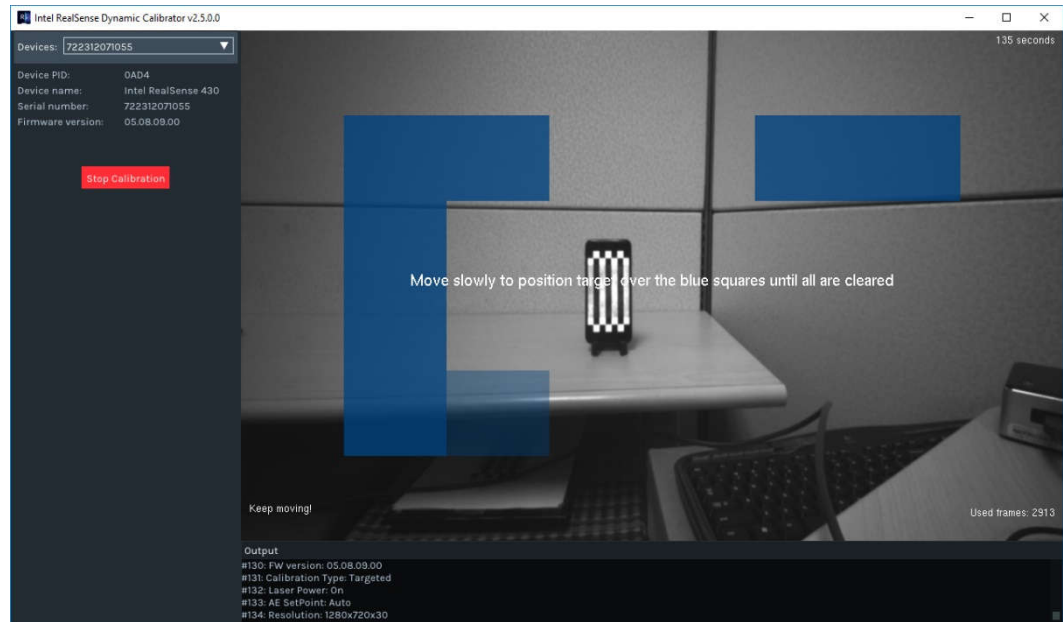 Intel RealSense Dynamic Calibrator v2.5.0.0
Devices: 722312071055
135 seconds
Device PID: 0AD4
Device name: Intel RealSense 430
Serial number: 722312071055
Firmware version: 05.08.09.00
Stop Calibration
Move slowly to position target over the blue squares until all are cleared
Keep moving!
Used frames: 2913
Output
#130: FW version: 05.08.09.00
#131: Calibration Type: Targeted
#132: Laser Power: On
#133: AE SetPoint: Auto
#134: Resolution: 1280x720x30